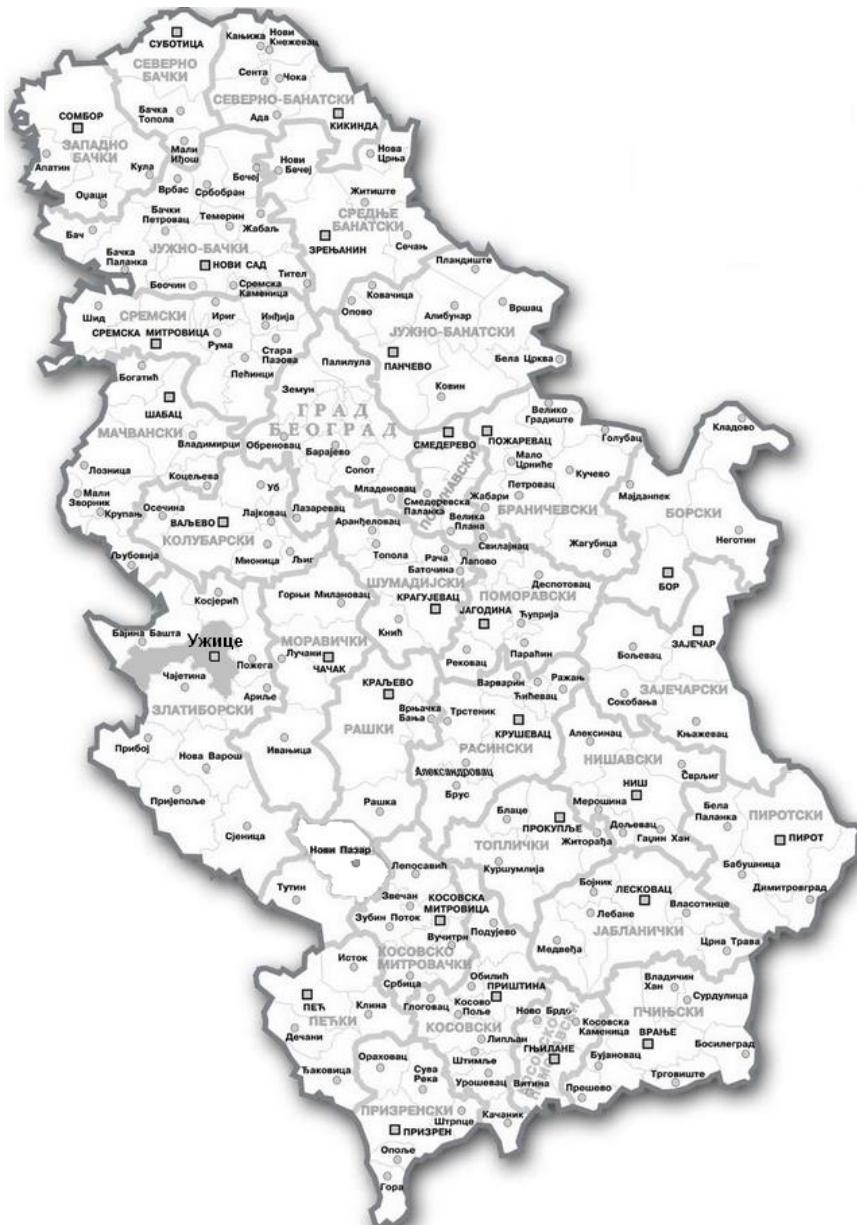 СУБОТИЦА
СЕВЕРНО
БАЧКИ
Кањижа
Нови
Кнежевац
Сента
Чока
СЕВЕРНО-БАНАТСКИ
Ада
КИКИНДА
СОМБОР
Бачка
Топола
ЗАПАДНО
БАЧКИ
Апатин
Кула
Мали
Иђош
Оџаци
Врбас
Србобран
Бечеј
Нови
Бечеј
Нова
Црња
Житиште
СРЕДЊЕ
БАНАТСКИ
Бачки
Петровац
Темерин
Жабаљ
Бач
ЈУЖНО-БАЧКИ
ЗРЕЊАНИН
Сечањ
Бачка
Паланка
НОВИ САД
Беочин
Сремска
Каменица
Тител
Пландиште
Ковачица
Опово
Алибунар
Вршац
СРЕМСКИ
Шид
СРЕМСКА МИТРОВИЦА
Ириг
Инђија
Рума
Стара
Пазова
Пећинци
ЈУЖНО-БАНАТСКИ
ПАНЧЕВО
Бела Црква
Палилула
Земун
Ковин
Богатић
ШАБАЦ
МАЧВАНСКИ
Владимирци
ГРАД
БЕОГРАД
Обреновац
Барајево
Сопот
Младеновац
СМЕДЕРЕВО
ПОЖАРЕВАЦ
Велико
Градиште
Голубац
Кладово
Лозница
Коцељева
Мали
Зворник
Крупањ
Осечина
Уб
ВАЉЕВО
Лајковац
Лазаревац
КОЛУБАРСКИ
Мионица
Љиг
Љубовија
Смедеревска
Паланка
ПОДУНАВСКИ
Мало
Црниће
Петровац
Жабари
Кучево
БРАНИЧЕВСКИ
Велика
Плана
Жагубица
Мајданпек
БОРСКИ
Неготин
БОР
Аранђеловац
Топола
Рача
Баточина
Свилајнац
Лапово
ШУМАДИЈСКИ
КРАГУЈЕВАЦ
Кнић
ПОМОРАВСКИ
Деспотовац
ЈАГОДИНА
Ћуприја
Параћин
Рековац
Косјерић
Горњи Милановац
Бајина Башта
Ужице
Пожега
Чајетина
Ариље
ЗЛАТИБОРСКИ
МОРАВИЧКИ
Лучани
ЧАЧАК
Ивањица
КРАЉЕВО
Врњачка
Бања
РАШКИ
Рашка
Варварин
Ражањ
Ћићевац
Трстеник
КРУШЕВАЦ
РАСИНСКИ
Александровац
Брус
Бољевац
ЗАЈЕЧАР
ЗАЈЕЧАРСКИ
Сокобања
Књажевац
Прибој
Нова Варош
Пријепоље
Сјеница
Алексинац
НИШАВСКИ
Сврљиг
НИШ
Мерошина
Дољевац
Гаџин Хан
Блаце
ПРОКУПЉЕ
Житорађа
ТОПЛИЧКИ
Куршумлија
Бела
Паланка
ПИРОТСКИ
ПИРОТ
Бабушница
Димитровград
Нови Пазар
Тутин
Лепосавић
Звечан
КОСОВСКА
МИТРОВИЦА
Зубин Поток
Вучитрн
Подујево
КОСОВСКО
МИТРОВАЧКИ
Србица
Бојник
ЛЕСКОВАЦ
Власотинце
Лебане
ЈАБЛАНИЧКИ
Медвеђа
Црна Трава
Исток
ПЕЋ
ПЕЋКИ
Клина
Дечани
Ђаковица
Глоговац
Обилић
ПРИШТИНА
Косово
Поље
КОСОВСКИ
Липљан
Штимље
Урошевац
Ново Брдо
Косовска
Каменица
ГЊИЛАНЕ
Витина
Владичин
Хан
Сурдулица
ПЧИЊСКИ
ВРАЊЕ
Бујановац
Босилеград
Трговиште
Прешево
Ораховац
Сува
Река
ПРИЗРЕНСКИ
Штрпце
Качаник
ПРИЗРЕН
Опоље
Гора